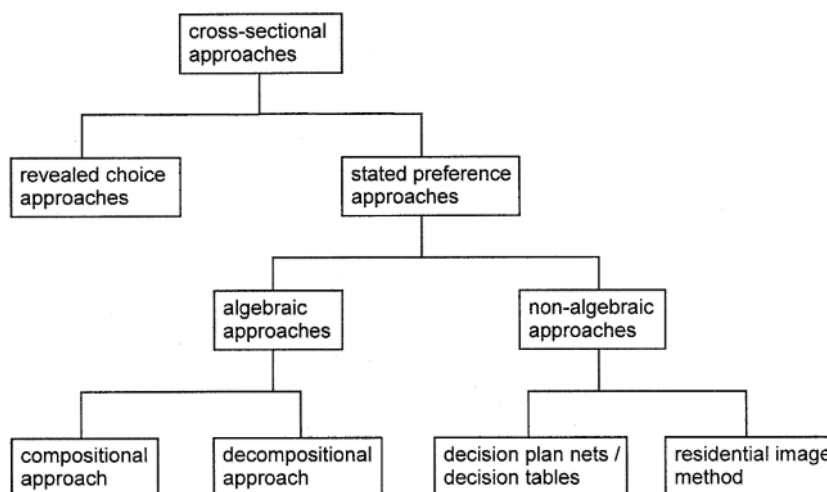 cross-sectional
approaches
revealed choice
approaches
stated preference
approaches
algebraic
approaches
non-algebraic
approaches
compositional
approach
decompositional
approach
decision plan nets /
decision tables
residential image
method